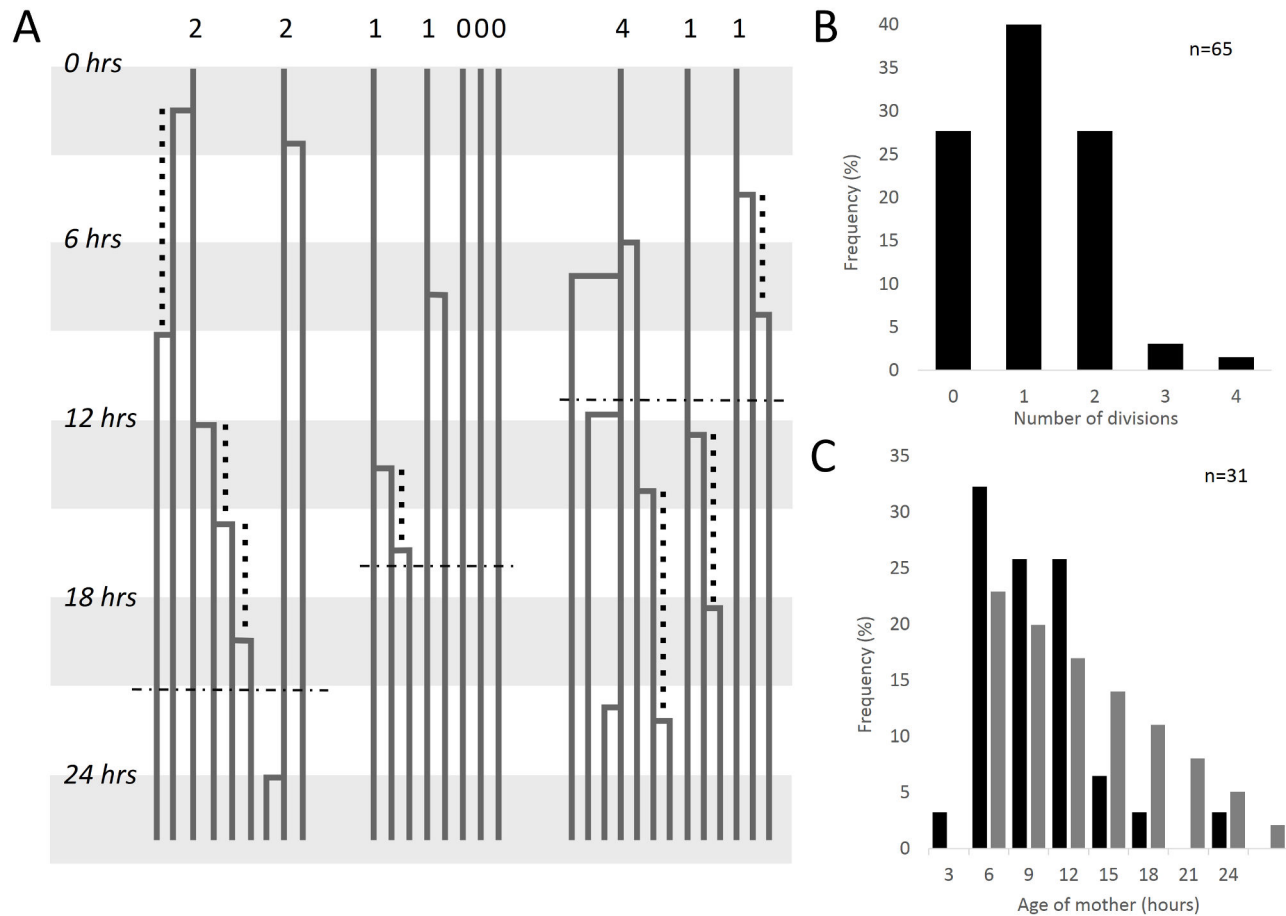 A
2 2 1 1 0 0 0 4 1 1
0 hrs
6 hrs
12 hrs
18 hrs
24 hrs
B
n=65
Frequency (%)
40
35
30
25
20
15
10
5
0
0 1 2 3 4
Number of divisions
C
n=31
Frequency (%)
35
30
25
20
15
10
5
0
3 6 9 12 15 18 21 24
Age of mother (hours)